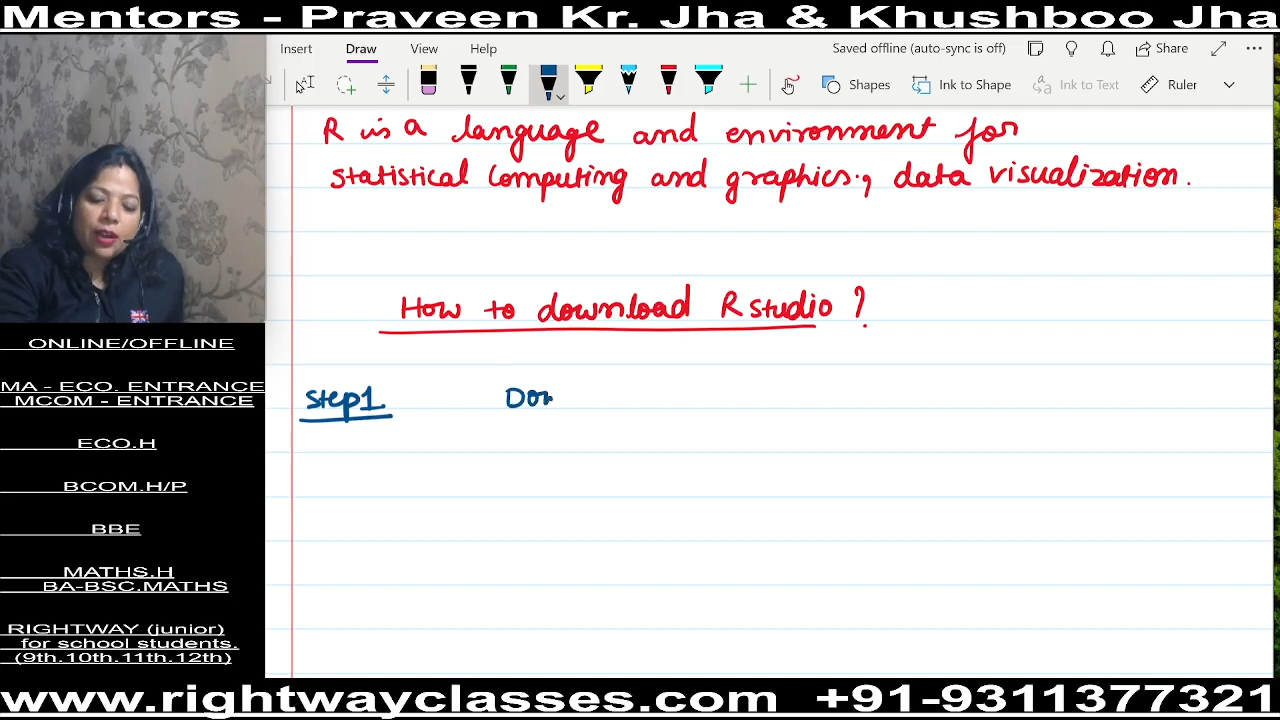 Mentors - Praveen Kr. Jha & Khushboo Jha
Insert Draw View Help Saved offline (auto-sync is off) Share
Shapes Ink to Shape Ink to Text Ruler
R is a language and environment for
statistical computing and graphics., data visualization.
How to download R studio ?
Step1 Dow
ONLINE/OFFLINE
MA - ECO. ENTRANCE
MCOM - ENTRANCE
ECO.H
BCOM.H/P
BBE
MATHS.H
BA-BSC.MATHS
RIGHTWAY (junior)
for school students.
(9th.10th.11th.12th)
www.rightwayclasses.com +91-9311377321